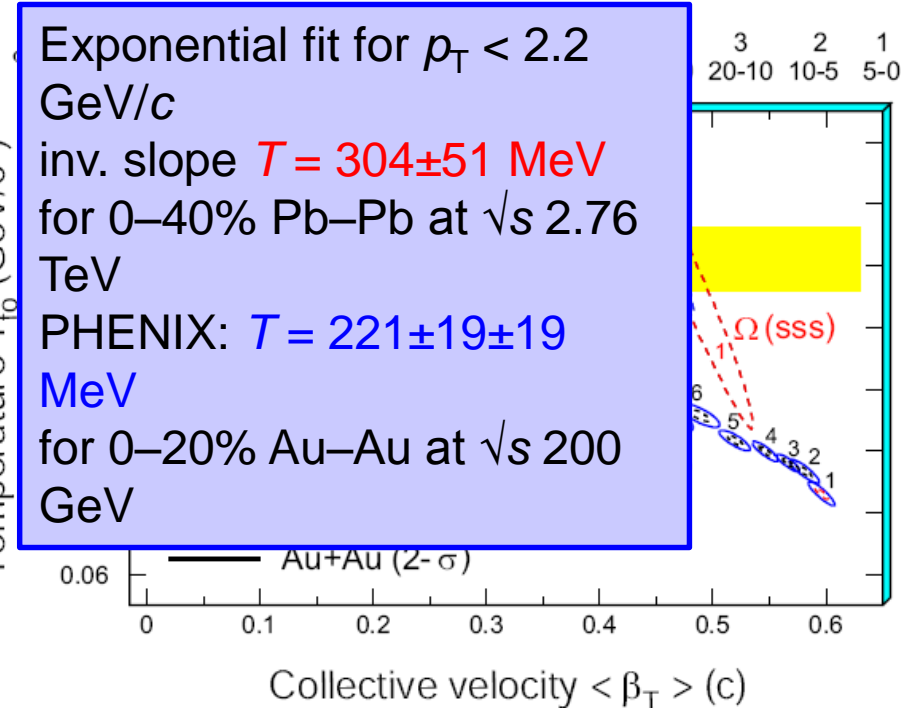 Exponential fit for pT < 2.2
GeV/c
inv. slope T = 304±51 MeV
for 0–40% Pb–Pb at √s 2.76
TeV
PHENIX: T = 221±19±19
MeV
for 0–20% Au–Au at √s 200
GeV
3 2 1
20-10 10-5 5-0
Ω (sss)
1
6
5
4
3
2
1
Au+Au (2- σ)
0.06
0 0.1 0.2 0.3 0.4 0.5 0.6
Collective velocity < βT > (c)